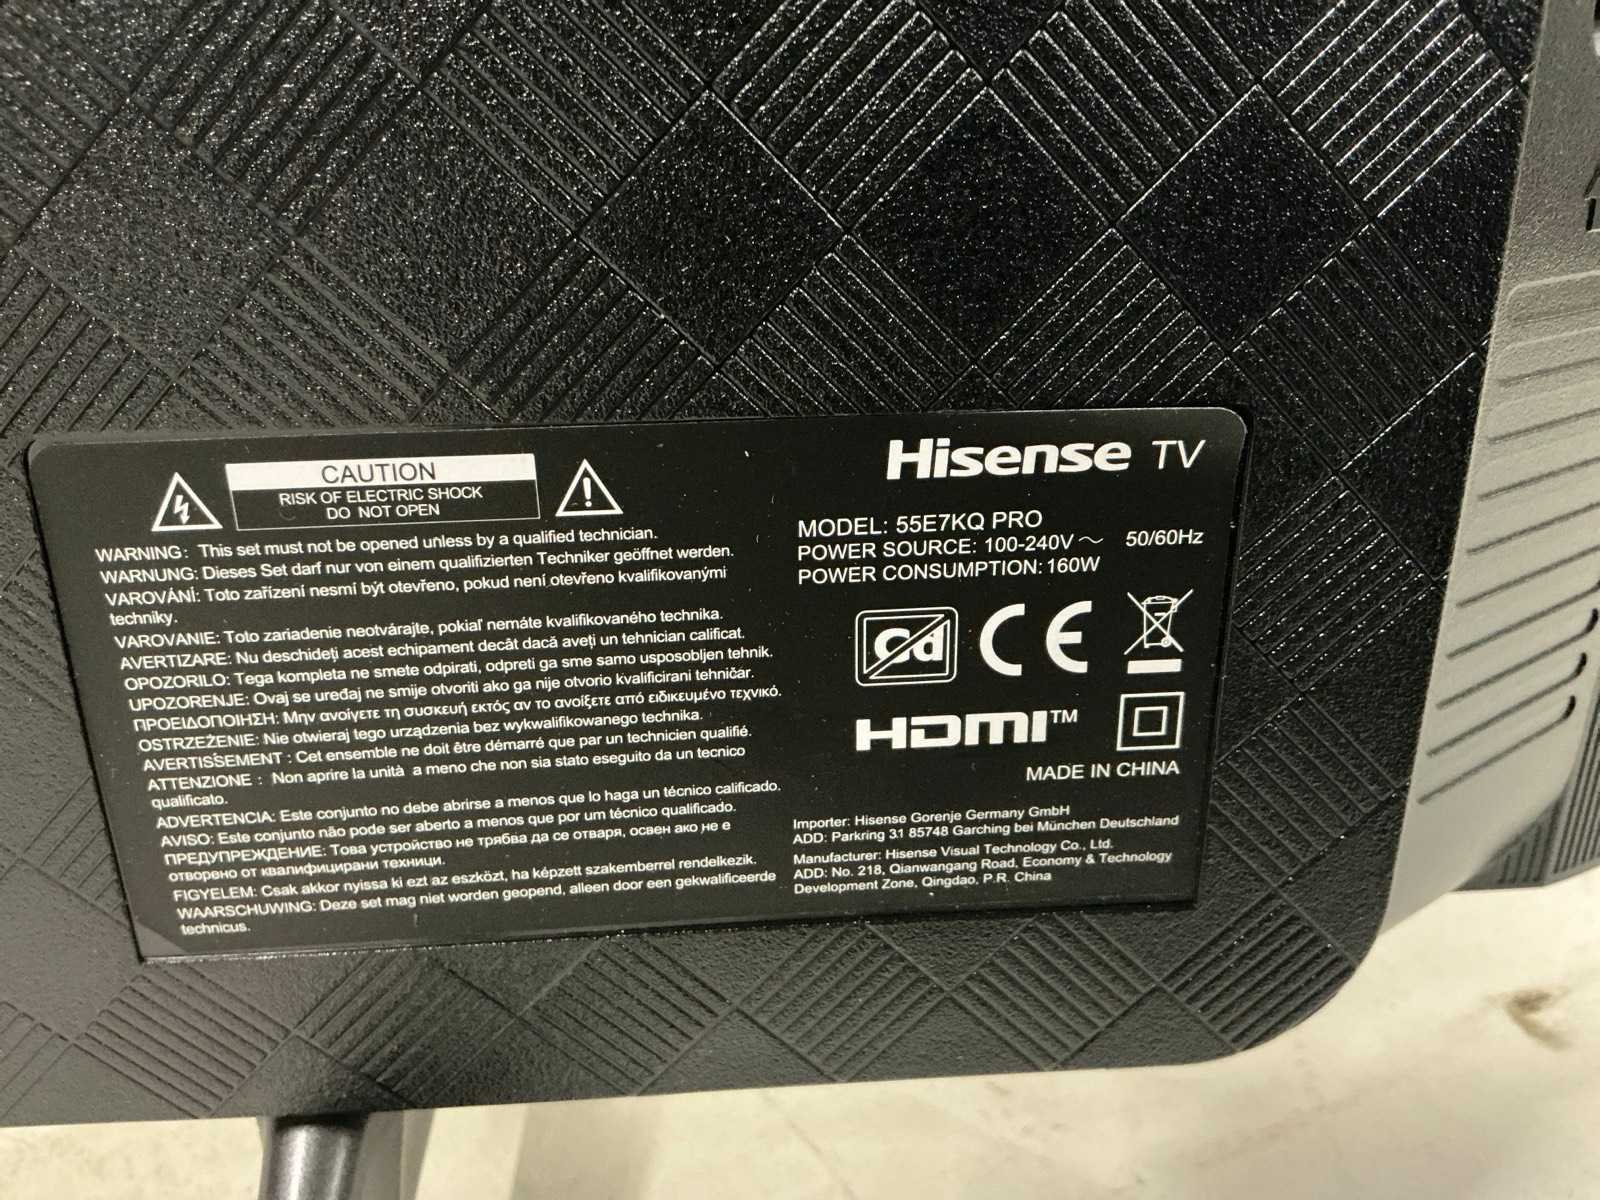 CAUTION
RISK OF ELECTRIC SHOCK
DO NOT OPEN
WARNING: This set must not be opened unless by a qualified technician.
WARNUNG: Dieses Set darf nur von einem qualifizierten Techniker geöffnet werden.
VAROVÁNÍ: Toto zařízení nesmí být otevřeno, pokud není otevřeno kvalifikovanými
techniky.
VAROVANIE: Toto zariadenie neotvárajte, pokiaľ nemáte kvalifikovaného technika.
AVERTIZARE: Nu deschideți acest echipament decât dacă aveți un tehnician calificat.
OPOZORILO: Tega kompleta ne smete odpirati, odpreti ga sme samo usposobljen tehnik.
UPOZORENJE: Ovaj se uređaj ne smije otvoriti ako ga nije otvorio kvalificirani tehničar.
ΠΡΟΕΙΔΟΠΟΙΗΣΗ: Μην ανοίγετε τη συσκευή εκτός αν το ανοίξετε από ειδικευμένο τεχνικό.
OSTRZEŻENIE: Nie otwieraj tego urządzenia bez wykwalifikowanego technika.
AVERTISSEMENT : Cet ensemble ne doit être démarré que par un technicien qualifié.
ATTENZIONE : Non aprire la unità a meno che non sia stato eseguito da un tecnico
qualificato.
ADVERTENCIA: Este conjunto no debe abrirse a menos que lo haga un técnico calificado.
AVISO: Este conjunto não pode ser aberto a menos que por um técnico qualificado.
ПРЕДУПРЕЖДЕНИЕ: Това устройство не трябва да се отваря, освен ако не е
отворено от квалифицирани техници.
FIGYELEM: Csak akkor nyissa ki ezt az eszközt, ha képzett szakemberrel rendelkezik.
WAARSCHUWING: Deze set mag niet worden geopend, alleen door een gekwalificeerde
technicus.
Hisense TV
MODEL: 55E7KQ PRO
POWER SOURCE: 100-240V～ 50/60Hz
POWER CONSUMPTION: 160W
Cd CE
HDMI™
MADE IN CHINA
Importer: Hisense Gorenje Germany GmbH
ADD: Parkring 31 85748 Garching bei München Deutschland
Manufacturer: Hisense Visual Technology Co., Ltd.
ADD: No. 218, Qianwangang Road, Economy & Technology
Development Zone, Qingdao, P.R. China